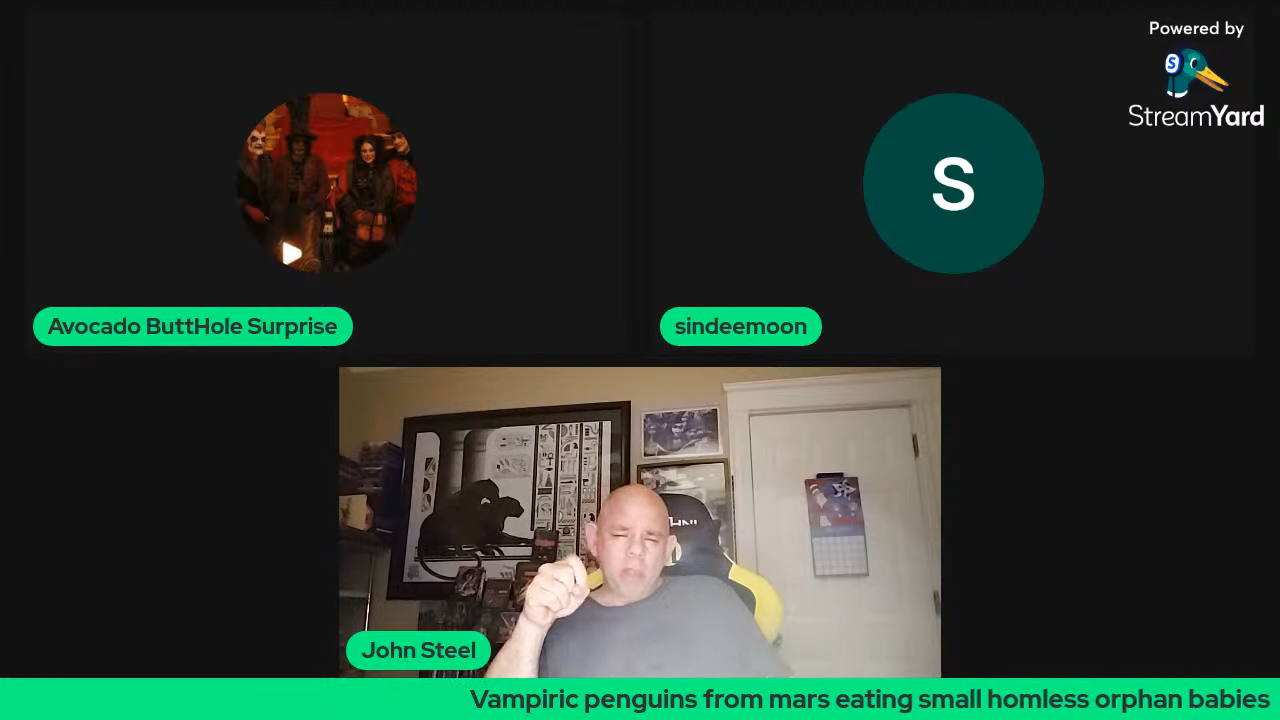 Powered by
S
StreamYard
S
Avocado ButtHole Surprise
sindeemoon
John Steel
Vampiric penguins from mars eating small homless orphan babies